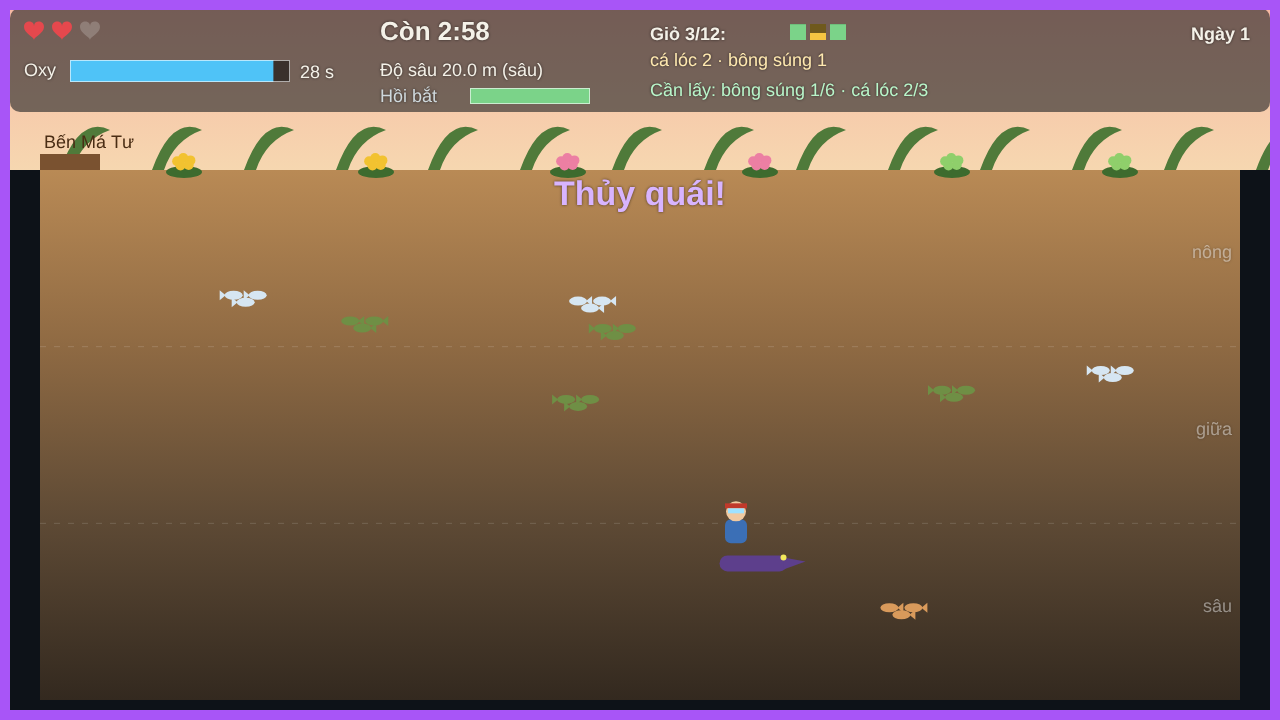 Còn 2:58
Oxy
28 s
Độ sâu 20.0 m (sâu)
Hồi bắt
Giỏ 3/12:
cá lóc 2 · bông súng 1
Cần lấy: bông súng 1/6 · cá lóc 2/3
Ngày 1
Bến Má Tư
Thủy quái!
nông
giữa
sâu